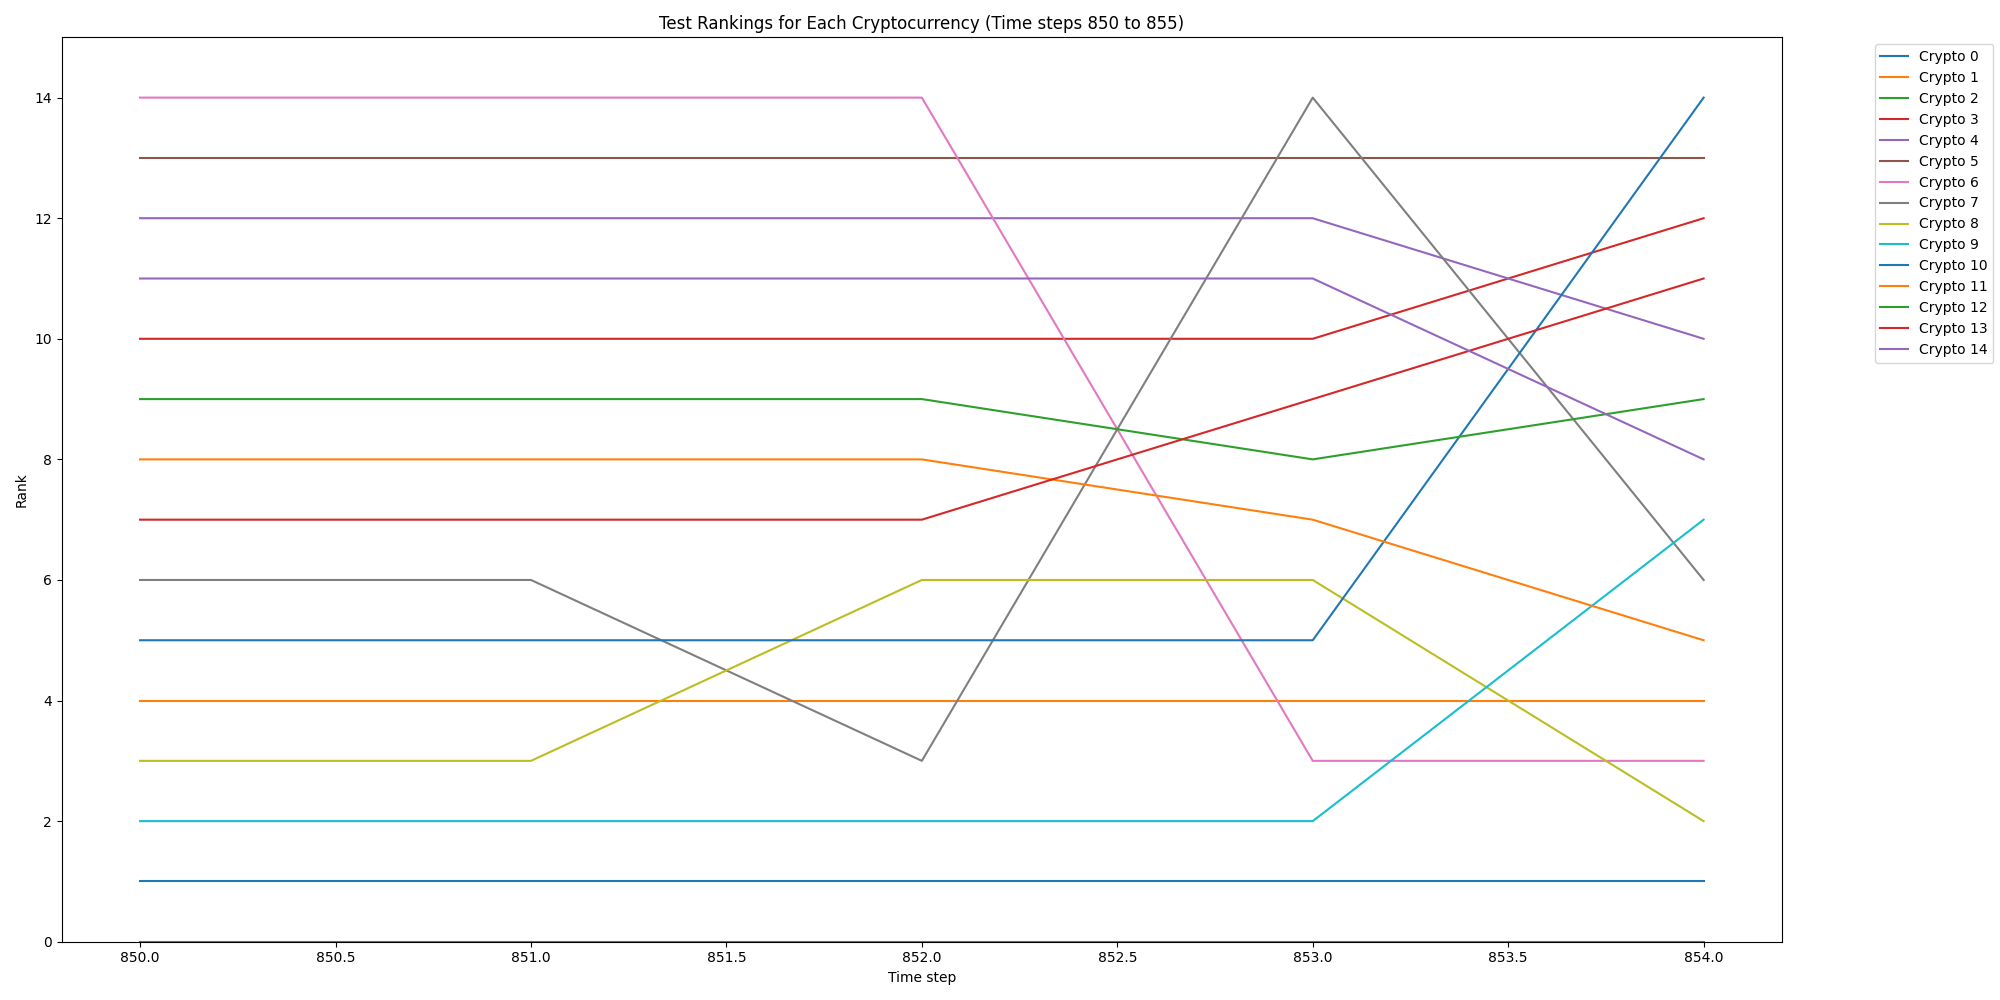 Test Rankings for Each Cryptocurrency (Time steps 850 to 855)
Rank
14
12
10
8
6
4
2
0
850.0 850.5 851.0 851.5 852.0 852.5 853.0 853.5 854.0
Time step
Crypto 0
Crypto 1
Crypto 2
Crypto 3
Crypto 4
Crypto 5
Crypto 6
Crypto 7
Crypto 8
Crypto 9
Crypto 10
Crypto 11
Crypto 12
Crypto 13
Crypto 14